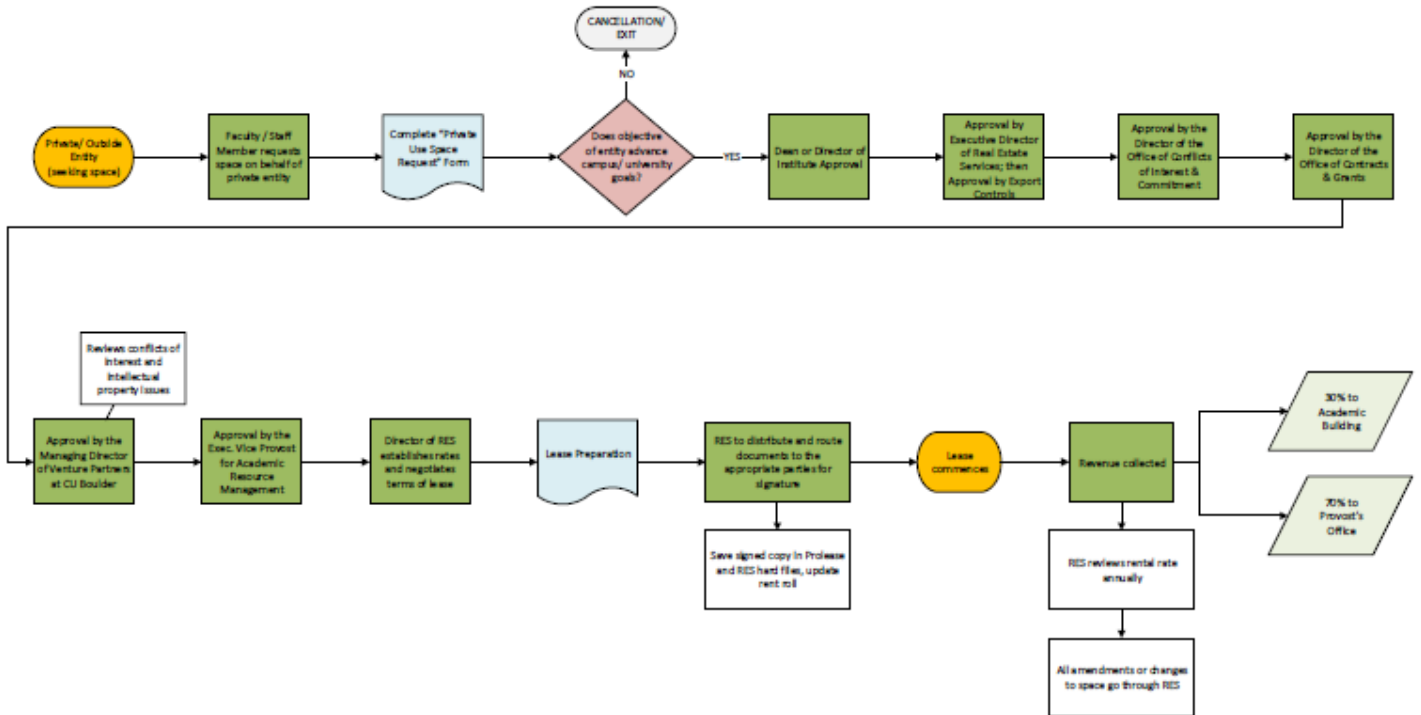 CANCELLATION/
EXIT
NO
Private/ Outside
Entity
(seeking space)
Faculty / Staff
Member requests
space on behalf of
private entity
Complete "Private
Use Space
Request" Form
Does objective
of entity advance
campus/ university
goals?
YES
Dean or Director of
Institute Approval
Approval by
Executive Director
of Real Estate
Services; then
Approval by Export
Controls
Approval by the
Director of the
Office of Conflicts
of Interest &
Commitment
Approval by the
Director of the
Office of Contracts
& Grants
Reviews conflicts of
interest and
intellectual
property issues
Approval by the
Managing Director
of Venture Partners
at CU Boulder
Approval by the
Exec. Vice Provost
for Academic
Resource
Management
Director of RES
establishes rates
and negotiates
terms of lease
Lease Preparation
RES to distribute and route
documents to the
appropriate parties for
signature
Lease
commences
Revenue collected
30% to
Academic
Building
70% to
Provost's
Office
Save signed copy in Prolease
and RES hard files, update
rent roll
RES reviews rental rate
annually
All amendments or changes
to space go through RES